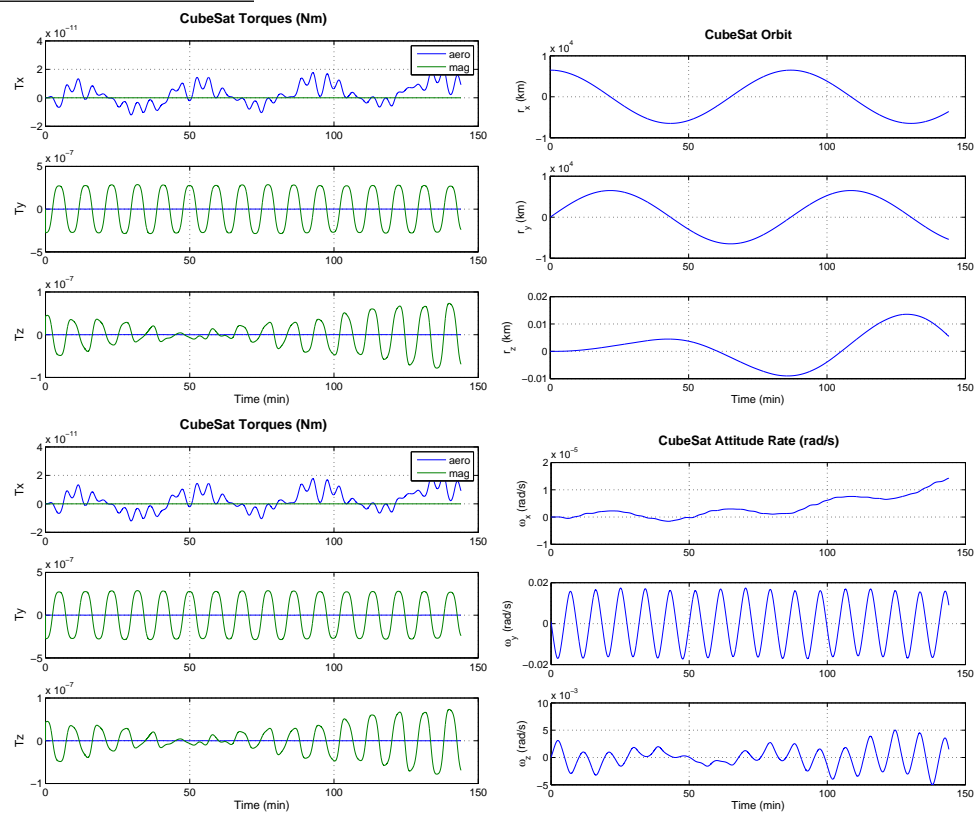 CubeSat Torques (Nm)
x 10^-11
4
2
0
−2
Tx
aero
mag
0
50
100
150
x 10^-7
5
0
−5
Ty
0
50
100
150
x 10^-7
1
0
−1
Tz
0
50
100
150
Time (min)
CubeSat Orbit
x 10^4
1
0
−1
r_x (km)
0
50
100
150
x 10^4
1
0
−1
r_y (km)
0
50
100
150
0.02
0.01
0
−0.01
r_z (km)
0
50
100
150
Time (min)
CubeSat Torques (Nm)
x 10^-11
4
2
0
−2
Tx
aero
mag
0
50
100
150
x 10^-7
5
0
−5
Ty
0
50
100
150
x 10^-7
1
0
−1
Tz
0
50
100
150
Time (min)
CubeSat Attitude Rate (rad/s)
x 10^-5
2
1
0
−1
ω_x (rad/s)
0
50
100
150
0.02
0
−0.02
ω_y (rad/s)
0
50
100
150
x 10^-3
10
5
0
−5
ω_z (rad/s)
0
50
100
150
Time (min)